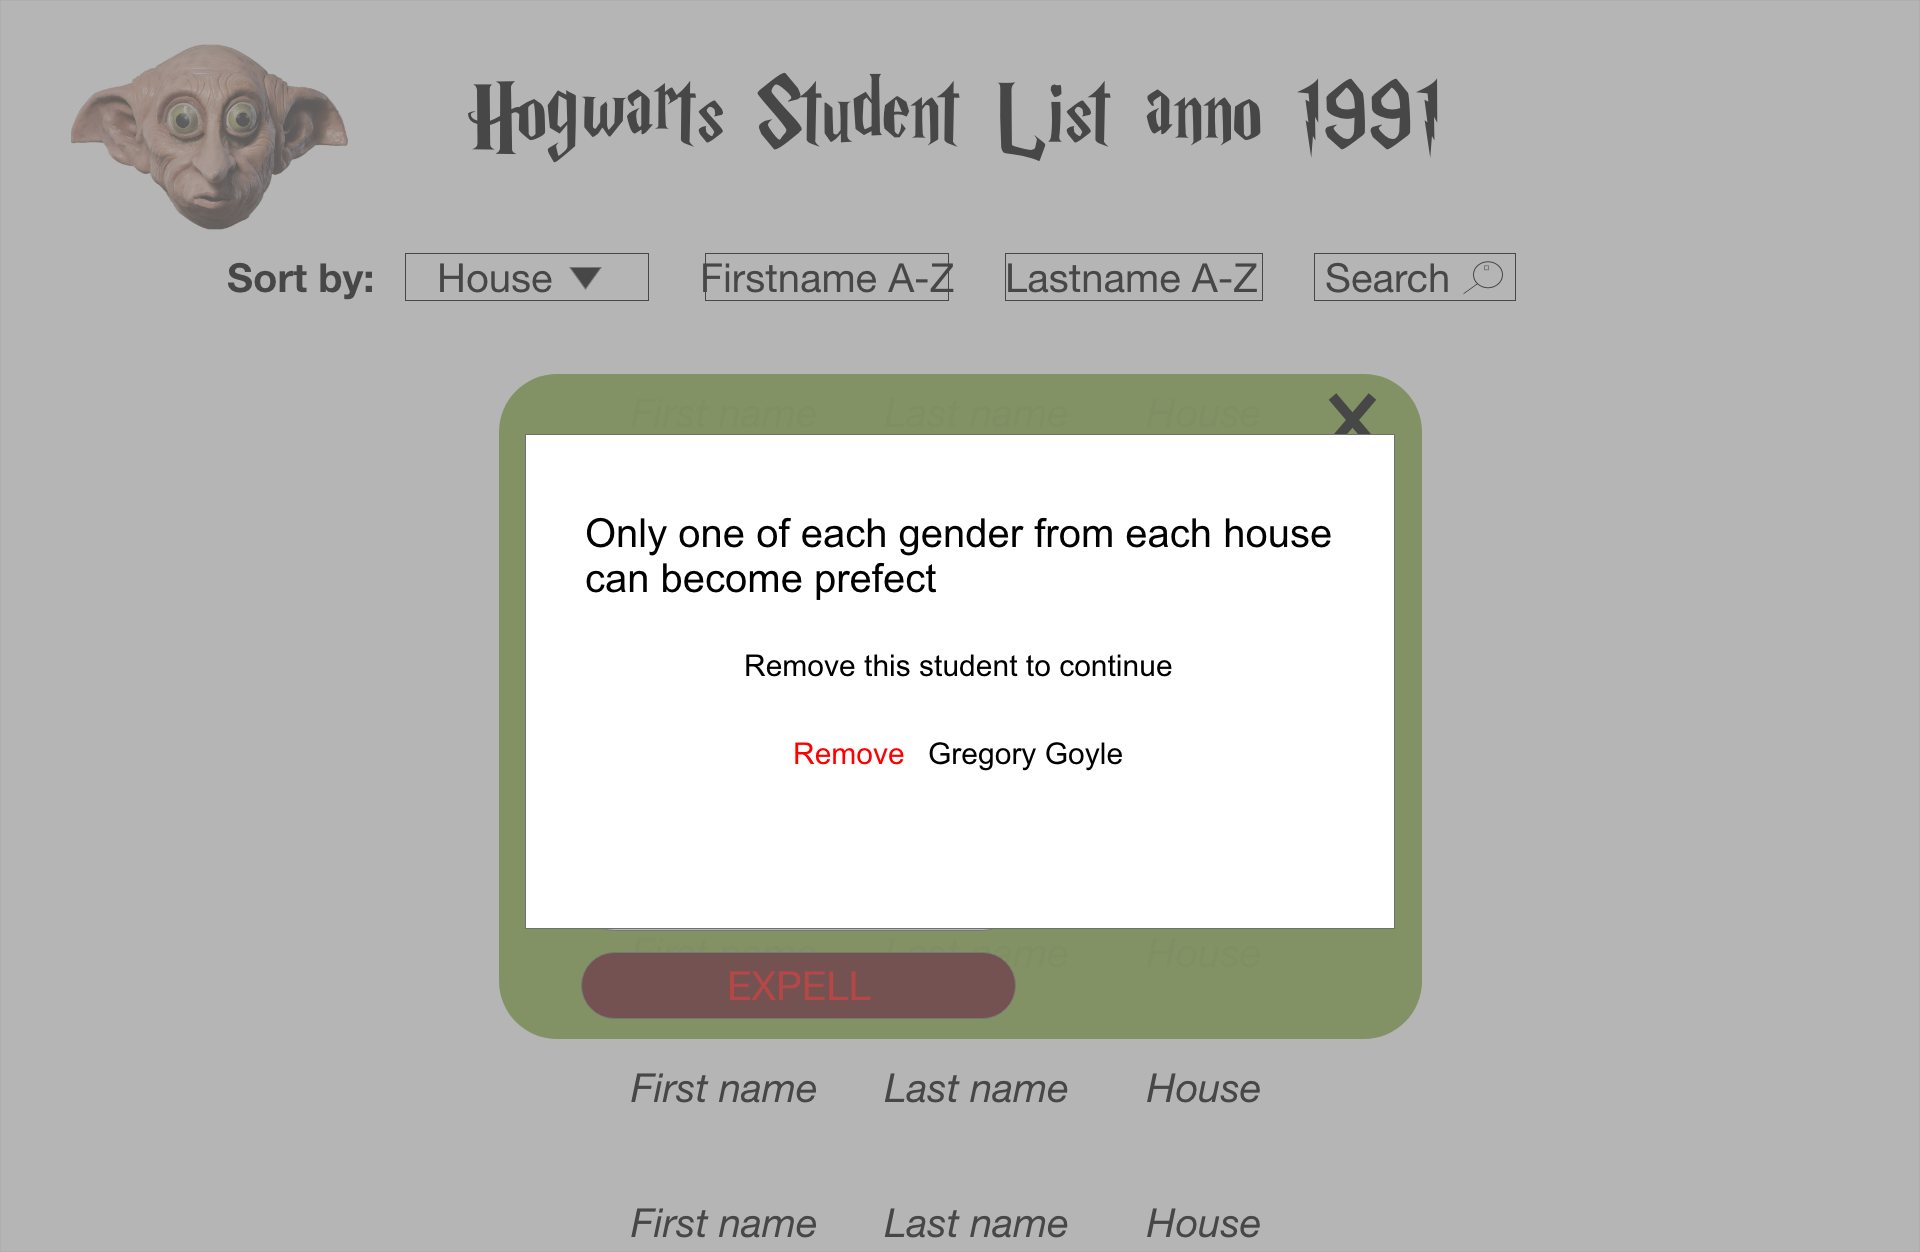 Hogwarts Student List anno 1991
Sort by: House Firstname A-Z Lastname A-Z Search
First name Last name House
X
Only one of each gender from each house
can become prefect
Remove this student to continue
Remove Gregory Goyle
First name Last name House
EXPELL
First name Last name House
First name Last name House